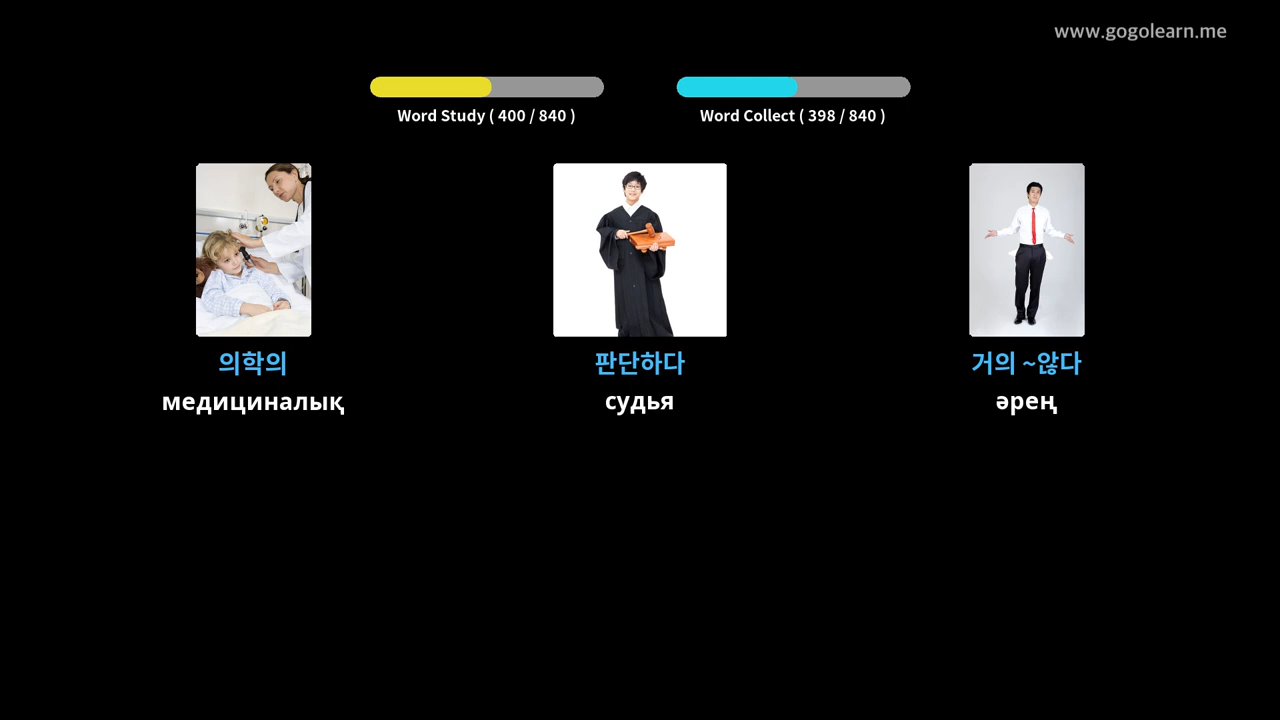 www.gogolearn.me
Word Study ( 400 / 840 )
Word Collect ( 398 / 840 )
의학의
판단하다
거의 ~않다
медициналық
судья
әрең